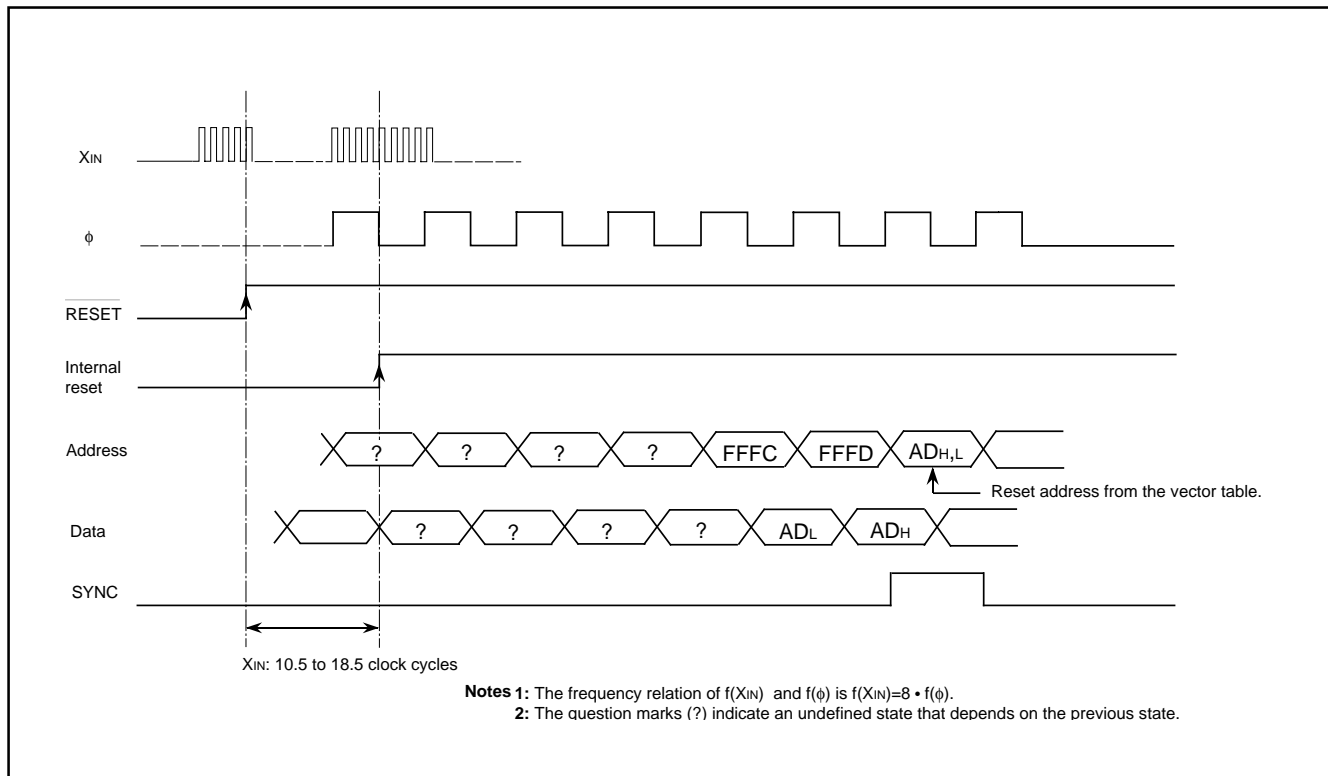 XIN
ϕ
RESET
Internal
reset
Address
? ? ? ? FFFC FFFD ADH,L
Reset address from the vector table.
Data
? ? ? ? ADL ADH
SYNC
XIN: 10.5 to 18.5 clock cycles
Notes 1: The frequency relation of f(XIN) and f(ϕ) is f(XIN)=8 • f(ϕ).
2: The question marks (?) indicate an undefined state that depends on the previous state.